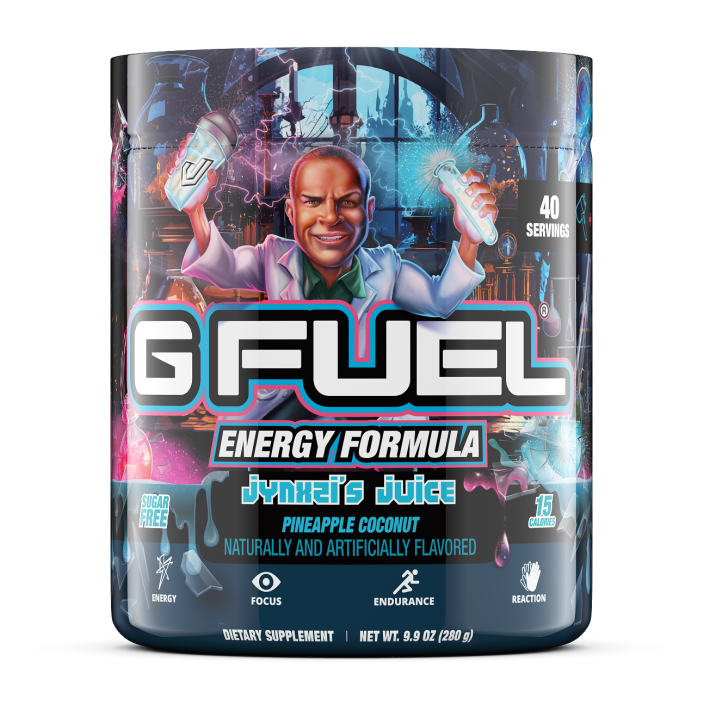 40
SERVINGS
G FUEL®
ENERGY FORMULA
JYNXZI'S JUICE
SUGAR
FREE
15
CALORIES
PINEAPPLE COCONUT
NATURALLY AND ARTIFICIALLY FLAVORED
ENERGY
FOCUS
ENDURANCE
REACTION
DIETARY SUPPLEMENT | NET WT. 9.9 OZ (280 g)